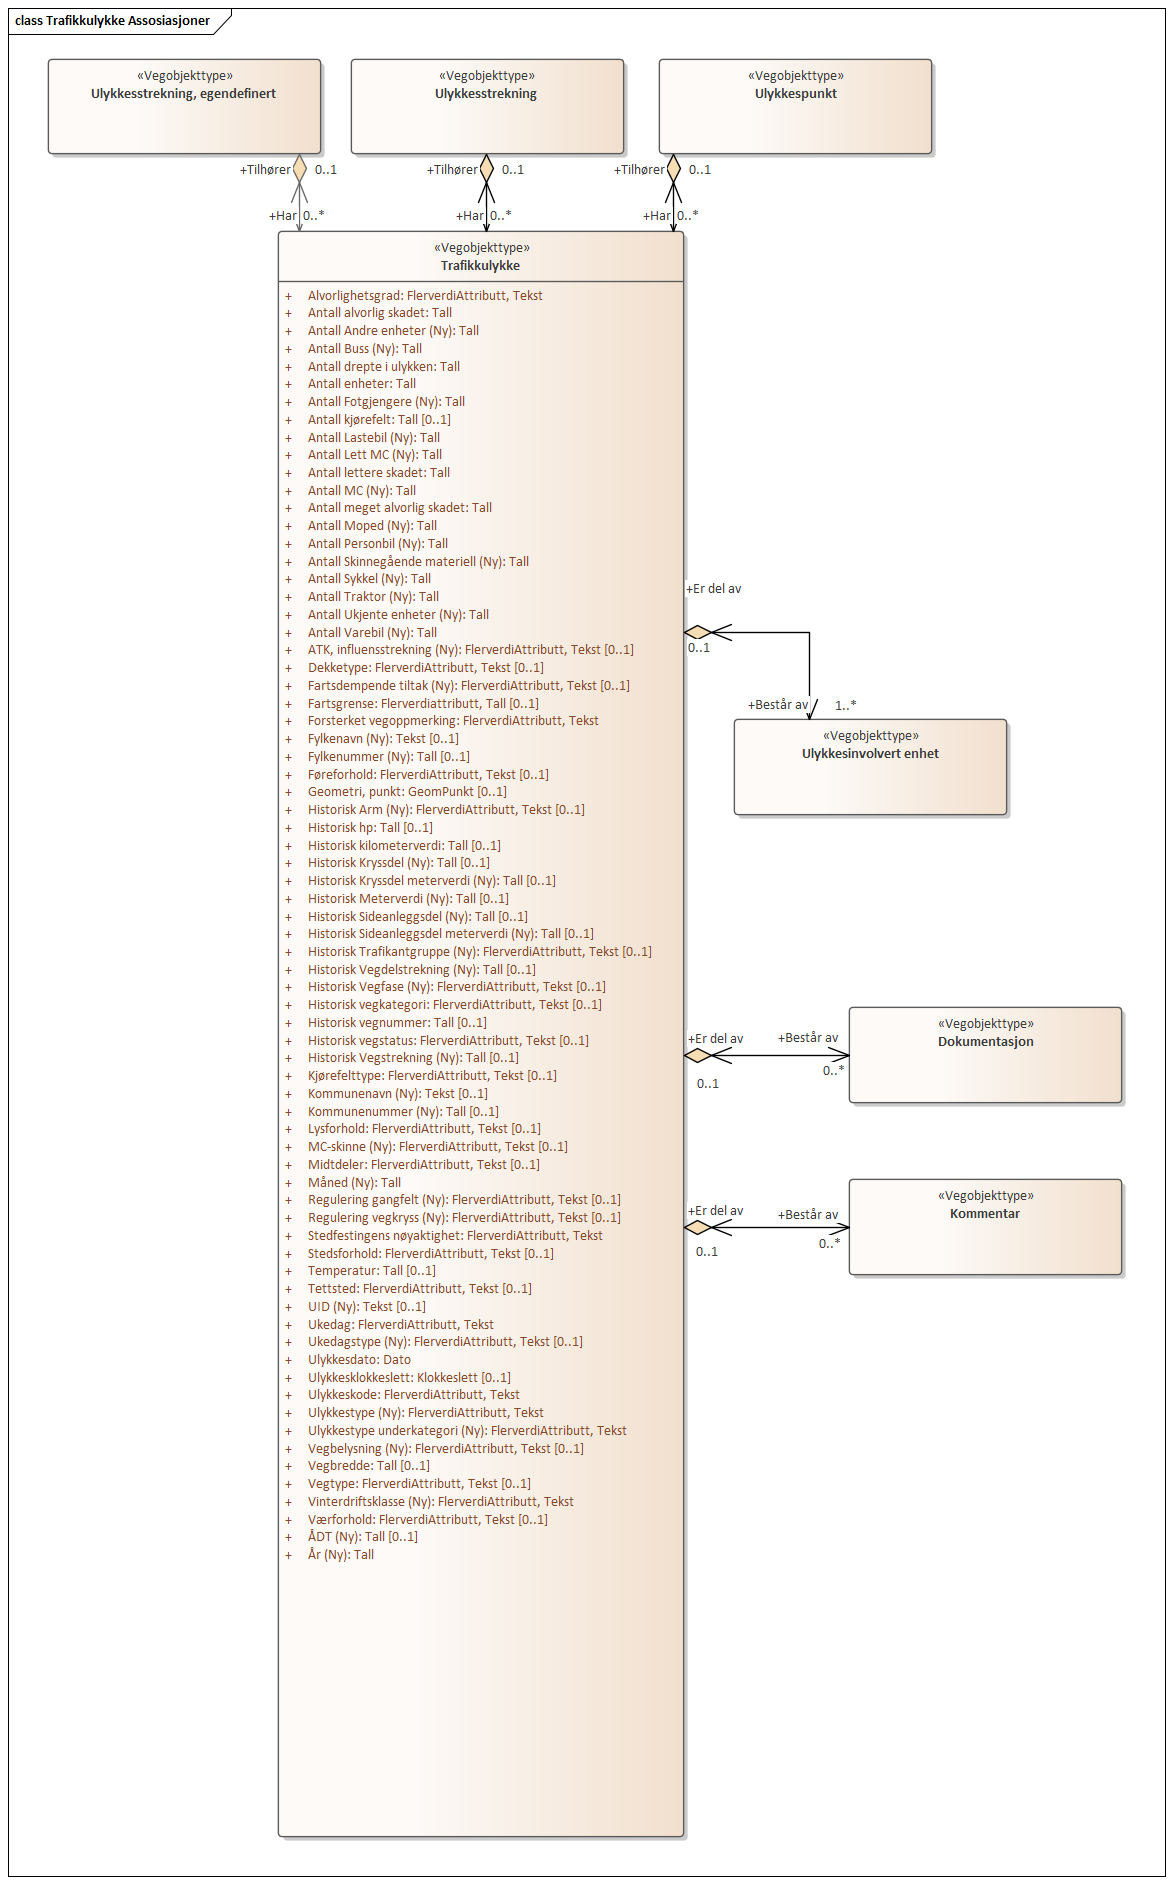 class Trafikkulykke Assosiasjoner
«Vegobjekttype»
Ulykkesstrekning, egendefinert
«Vegobjekttype»
Ulykkesstrekning
«Vegobjekttype»
Ulykkespunkt
+Tilhører 0..1
+Tilhører 0..1
+Tilhører 0..1
+Har 0..*
+Har 0..*
+Har 0..*
«Vegobjekttype»
Trafikkulykke
+ Alvorlighetsgrad: FlerverdiAttributt, Tekst
+ Antall alvorlig skadet: Tall
+ Antall Andre enheter (Ny): Tall
+ Antall Buss (Ny): Tall
+ Antall drepte i ulykken: Tall
+ Antall enheter: Tall
+ Antall Fotgjengere (Ny): Tall
+ Antall kjørefelt: Tall [0..1]
+ Antall Lastebil (Ny): Tall
+ Antall Lett MC (Ny): Tall
+ Antall lettere skadet: Tall
+ Antall MC (Ny): Tall
+ Antall meget alvorlig skadet: Tall
+ Antall Moped (Ny): Tall
+ Antall Personbil (Ny): Tall
+ Antall Skinnegående materiell (Ny): Tall
+ Antall Sykkel (Ny): Tall
+ Antall Traktor (Ny): Tall
+ Antall Ukjente enheter (Ny): Tall
+ Antall Varebil (Ny): Tall
+ ATK, influensstrekning (Ny): FlerverdiAttributt, Tekst [0..1]
+ Dekketype: FlerverdiAttributt, Tekst [0..1]
+ Fartsdempende tiltak (Ny): FlerverdiAttributt, Tekst [0..1]
+ Fartsgrense: Flerverdiattributt, Tall [0..1]
+ Forsterket vegoppmerking: FlerverdiAttributt, Tekst
+ Fylkenavn (Ny): Tekst [0..1]
+ Fylkenummer (Ny): Tall [0..1]
+ Føreforhold: FlerverdiAttributt, Tekst [0..1]
+ Geometri, punkt: GeomPunkt [0..1]
+ Historisk Arm (Ny): FlerverdiAttributt, Tekst [0..1]
+ Historisk hp: Tall [0..1]
+ Historisk kilometerverdi: Tall [0..1]
+ Historisk Kryssdel (Ny): Tall [0..1]
+ Historisk Kryssdel meterverdi (Ny): Tall [0..1]
+ Historisk Meterverdi (Ny): Tall [0..1]
+ Historisk Sideanleggsdel (Ny): Tall [0..1]
+ Historisk Sideanleggsdel meterverdi (Ny): Tall [0..1]
+ Historisk Trafikantgruppe (Ny): FlerverdiAttributt, Tekst [0..1]
+ Historisk Vegdelstrekning (Ny): Tall [0..1]
+ Historisk Vegfase (Ny): FlerverdiAttributt, Tekst [0..1]
+ Historisk vegkategori: FlerverdiAttributt, Tekst [0..1]
+ Historisk vegnummer: Tall [0..1]
+ Historisk vegstatus: FlerverdiAttributt, Tekst [0..1]
+ Historisk Vegstrekning (Ny): Tall [0..1]
+ Kjørefelttype: FlerverdiAttributt, Tekst [0..1]
+ Kommunenavn (Ny): Tekst [0..1]
+ Kommunenummer (Ny): Tall [0..1]
+ Lysforhold: FlerverdiAttributt, Tekst [0..1]
+ MC-skinne (Ny): FlerverdiAttributt, Tekst [0..1]
+ Midtdeler: FlerverdiAttributt, Tekst [0..1]
+ Måned (Ny): Tall
+ Regulering gangfelt (Ny): FlerverdiAttributt, Tekst [0..1]
+ Regulering vegkryss (Ny): FlerverdiAttributt, Tekst [0..1]
+ Stedfestingens nøyaktighet: FlerverdiAttributt, Tekst
+ Stedsforhold: FlerverdiAttributt, Tekst [0..1]
+ Temperatur: Tall [0..1]
+ Tettsted: FlerverdiAttributt, Tekst [0..1]
+ UID (Ny): Tekst [0..1]
+ Ukedag: FlerverdiAttributt, Tekst
+ Ukedagstype (Ny): FlerverdiAttributt, Tekst [0..1]
+ Ulykkesdato: Dato
+ Ulykkesklokkeslett: Klokkeslett [0..1]
+ Ulykkeskode: FlerverdiAttributt, Tekst
+ Ulykkestype (Ny): FlerverdiAttributt, Tekst
+ Ulykkestype underkategori (Ny): FlerverdiAttributt, Tekst
+ Vegbelysning (Ny): FlerverdiAttributt, Tekst [0..1]
+ Vegbredde: Tall [0..1]
+ Vegtype: FlerverdiAttributt, Tekst [0..1]
+ Vinterdriftsklasse (Ny): FlerverdiAttributt, Tekst
+ Værforhold: FlerverdiAttributt, Tekst [0..1]
+ ÅDT (Ny): Tall [0..1]
+ År (Ny): Tall
+Er del av
0..1
+Består av 1..*
«Vegobjekttype»
Ulykkesinvolvert enhet
+Er del av +Består av
0..1 0..*
«Vegobjekttype»
Dokumentasjon
+Er del av +Består av
0..1 0..*
«Vegobjekttype»
Kommentar